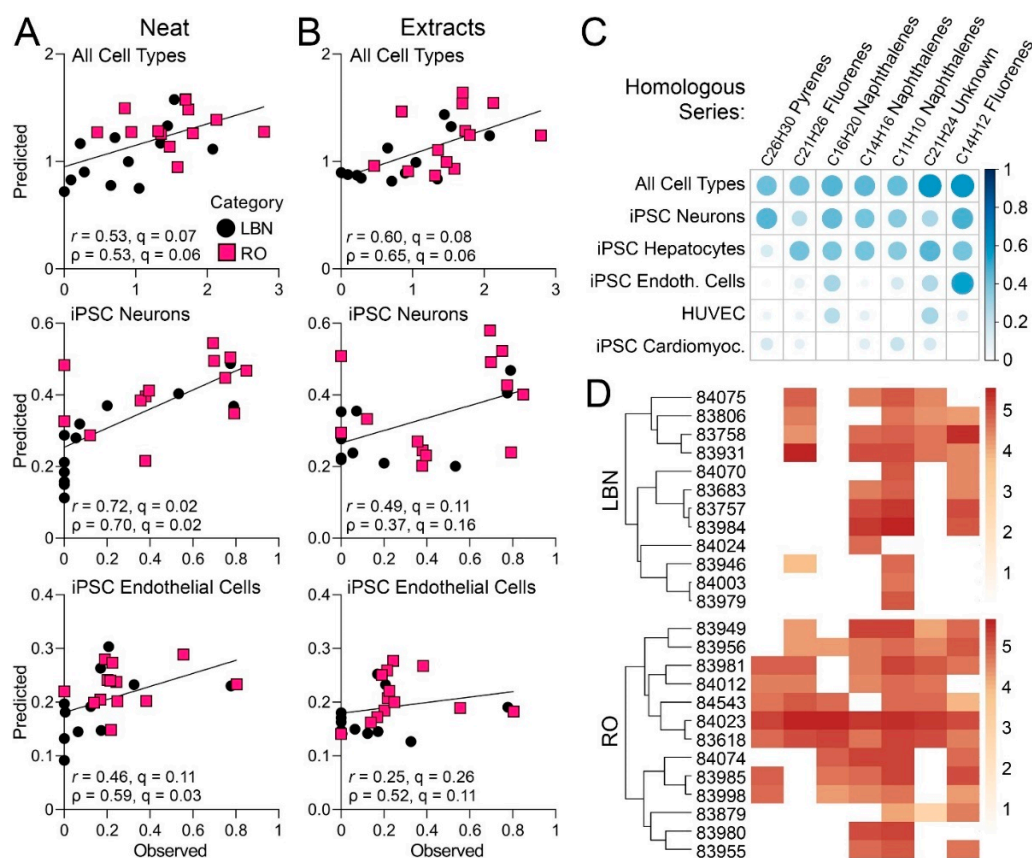 A
Neat
All Cell Types
2
1
0
0
1
2
3
Predicted
Category
LBN
RO
r = 0.53, q = 0.07
ρ = 0.53, q = 0.06
iPSC Neurons
0.6
0.4
0.2
0.0
0
0.2
0.4
0.6
0.8
1
Predicted
r = 0.72, q = 0.02
ρ = 0.70, q = 0.02
iPSC Endothelial Cells
0.4
0.3
0.2
0.1
0.0
0
0.2
0.4
0.6
0.8
1
Predicted
r = 0.46, q = 0.11
ρ = 0.59, q = 0.03
Observed
B
Extracts
All Cell Types
2
1
0
0
1
2
3
r = 0.60, q = 0.08
ρ = 0.65, q = 0.06
iPSC Neurons
0.6
0.4
0.2
0.0
0
0.2
0.4
0.6
0.8
1
r = 0.49, q = 0.11
ρ = 0.37, q = 0.16
iPSC Endothelial Cells
0.4
0.3
0.2
0.1
0.0
0
0.2
0.4
0.6
0.8
1
r = 0.25, q = 0.26
ρ = 0.52, q = 0.11
Observed
C
Homologous
Series:
C26H30 Pyrenes
C21H26 Fluorenes
C16H20 Naphthalenes
C14H16 Naphthalenes
C11H10 Naphthalenes
C21H24 Unknown
C14H12 Fluorenes
All Cell Types
iPSC Neurons
iPSC Hepatocytes
iPSC Endoth. Cells
HUVEC
iPSC Cardiomyoc.
1
0.8
0.6
0.4
0.2
0
D
LBN
84075
83806
83758
83931
84070
83683
83757
83984
84024
83946
84003
83979
5
4
3
2
1
RO
83949
83956
83981
84012
84543
84023
83618
84074
83985
83998
83879
83980
83955
5
4
3
2
1